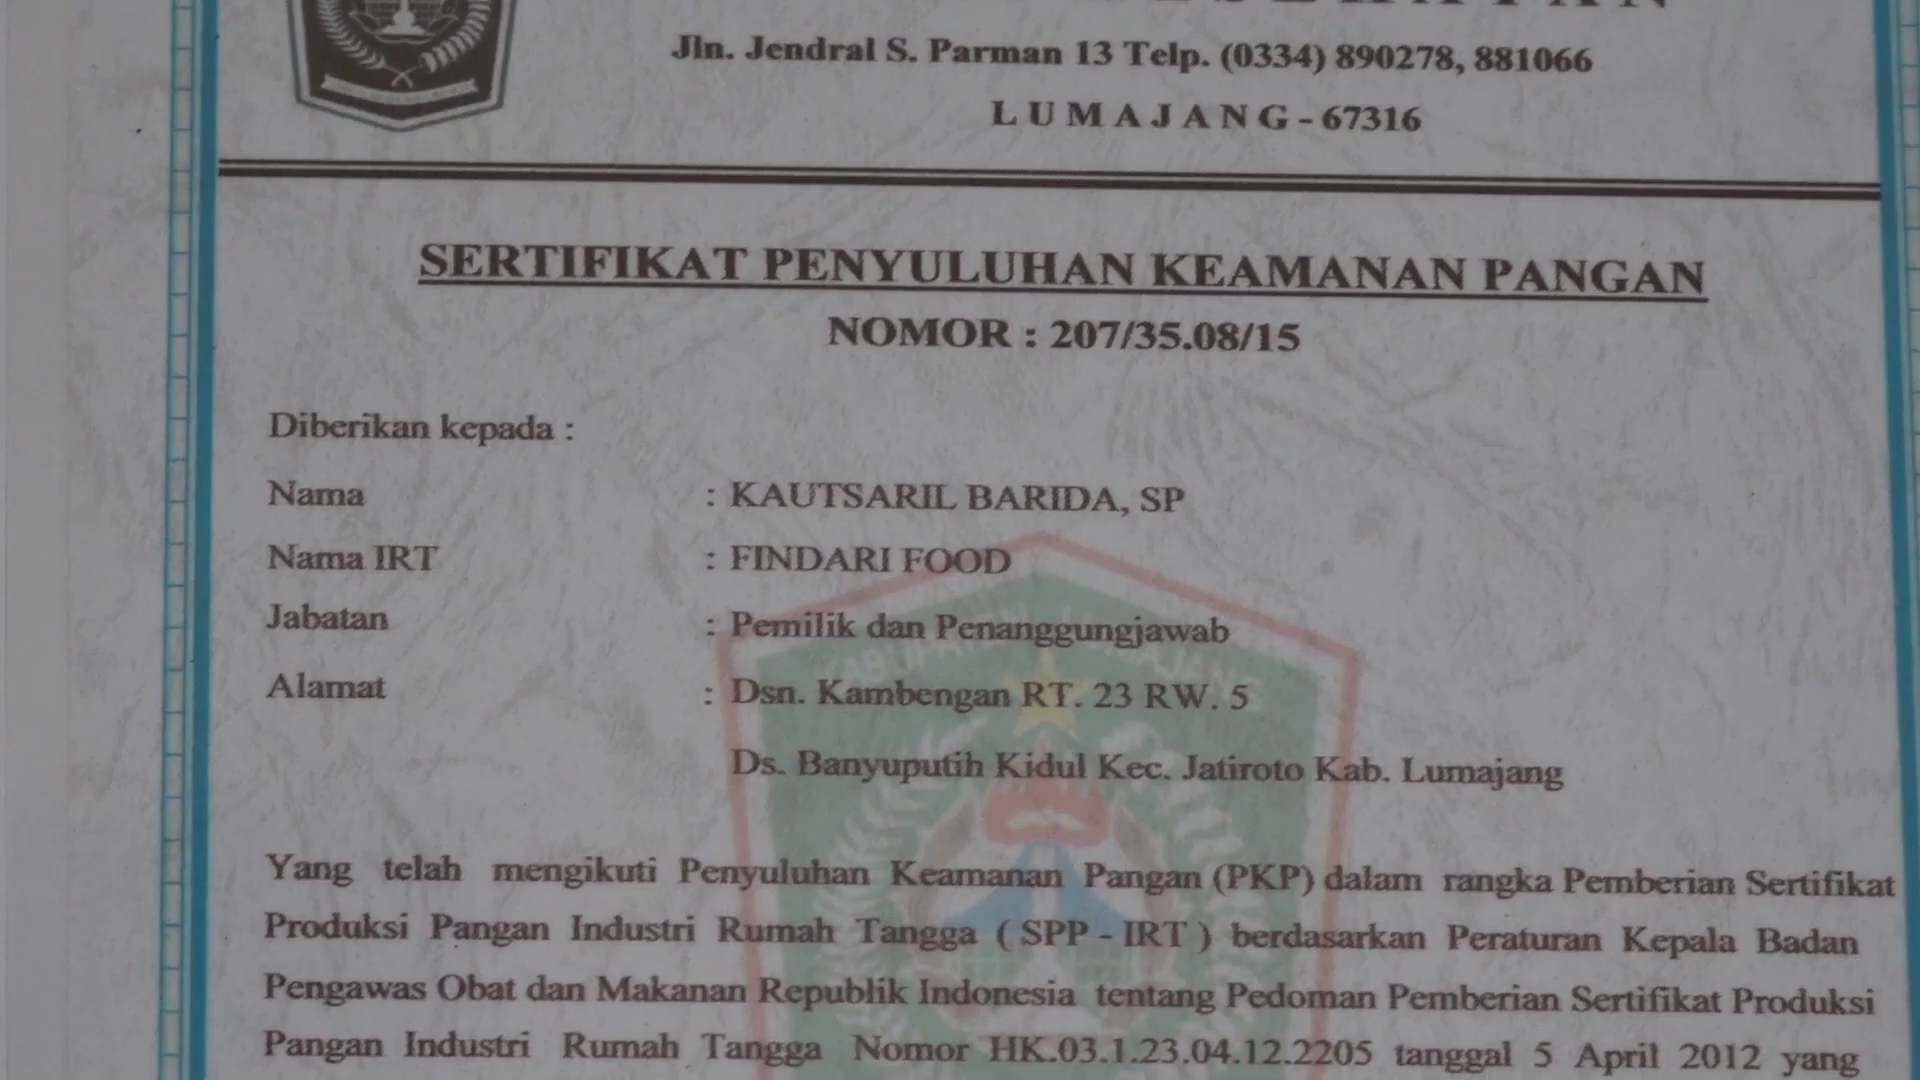 Jln. Jendral S. Parman 13 Telp. (0334) 890278, 881066
L U M A J A N G - 67316
SERTIFIKAT PENYULUHAN KEAMANAN PANGAN
NOMOR : 207/35.08/15
Diberikan kepada :
Nama : KAUTSARIL BARIDA, SP
Nama IRT : FINDARI FOOD
Jabatan : Pemilik dan Penanggungjawab
Alamat : Dsn. Kambengan RT. 23 RW. 5
Ds. Banyuputih Kidul Kec. Jatiroto Kab. Lumajang
Yang telah mengikuti Penyuluhan Keamanan Pangan (PKP) dalam rangka Pemberian Sertifikat
Produksi Pangan Industri Rumah Tangga ( SPP - IRT ) berdasarkan Peraturan Kepala Badan
Pengawas Obat dan Makanan Republik Indonesia tentang Pedoman Pemberian Sertifikat Produksi
Pangan Industri Rumah Tangga Nomor HK.03.1.23.04.12.2205 tanggal 5 April 2012 yang